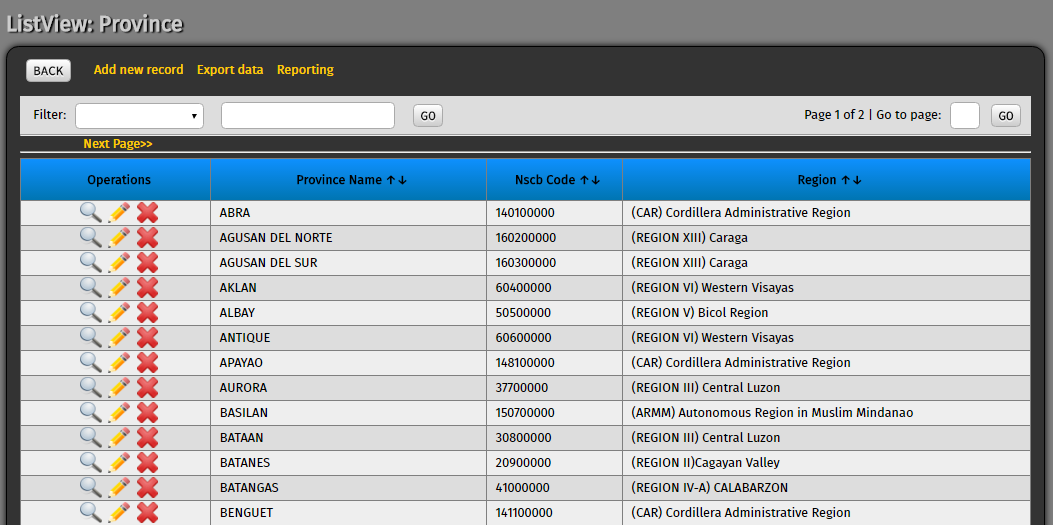 ListView: Province
BACK Add new record Export data Reporting
Filter: GO Page 1 of 2 | Go to page: GO
Next Page>>
Operations Province Name ↑↓ Nscb Code ↑↓ Region ↑↓
ABRA 140100000 (CAR) Cordillera Administrative Region
AGUSAN DEL NORTE 160200000 (REGION XIII) Caraga
AGUSAN DEL SUR 160300000 (REGION XIII) Caraga
AKLAN 60400000 (REGION VI) Western Visayas
ALBAY 50500000 (REGION V) Bicol Region
ANTIQUE 60600000 (REGION VI) Western Visayas
APAYAO 148100000 (CAR) Cordillera Administrative Region
AURORA 37700000 (REGION III) Central Luzon
BASILAN 150700000 (ARMM) Autonomous Region in Muslim Mindanao
BATAAN 30800000 (REGION III) Central Luzon
BATANES 20900000 (REGION II)Cagayan Valley
BATANGAS 41000000 (REGION IV-A) CALABARZON
BENGUET 141100000 (CAR) Cordillera Administrative Region